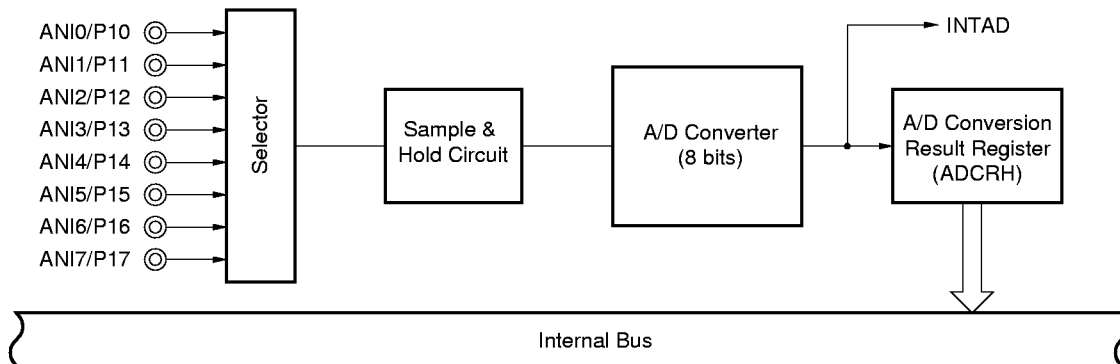 ANI0/P10
ANI1/P11
ANI2/P12
ANI3/P13
ANI4/P14
ANI5/P15
ANI6/P16
ANI7/P17
Selector
Sample &
Hold Circuit
A/D Converter
(8 bits)
INTAD
A/D Conversion
Result Register
(ADCRH)
Internal Bus